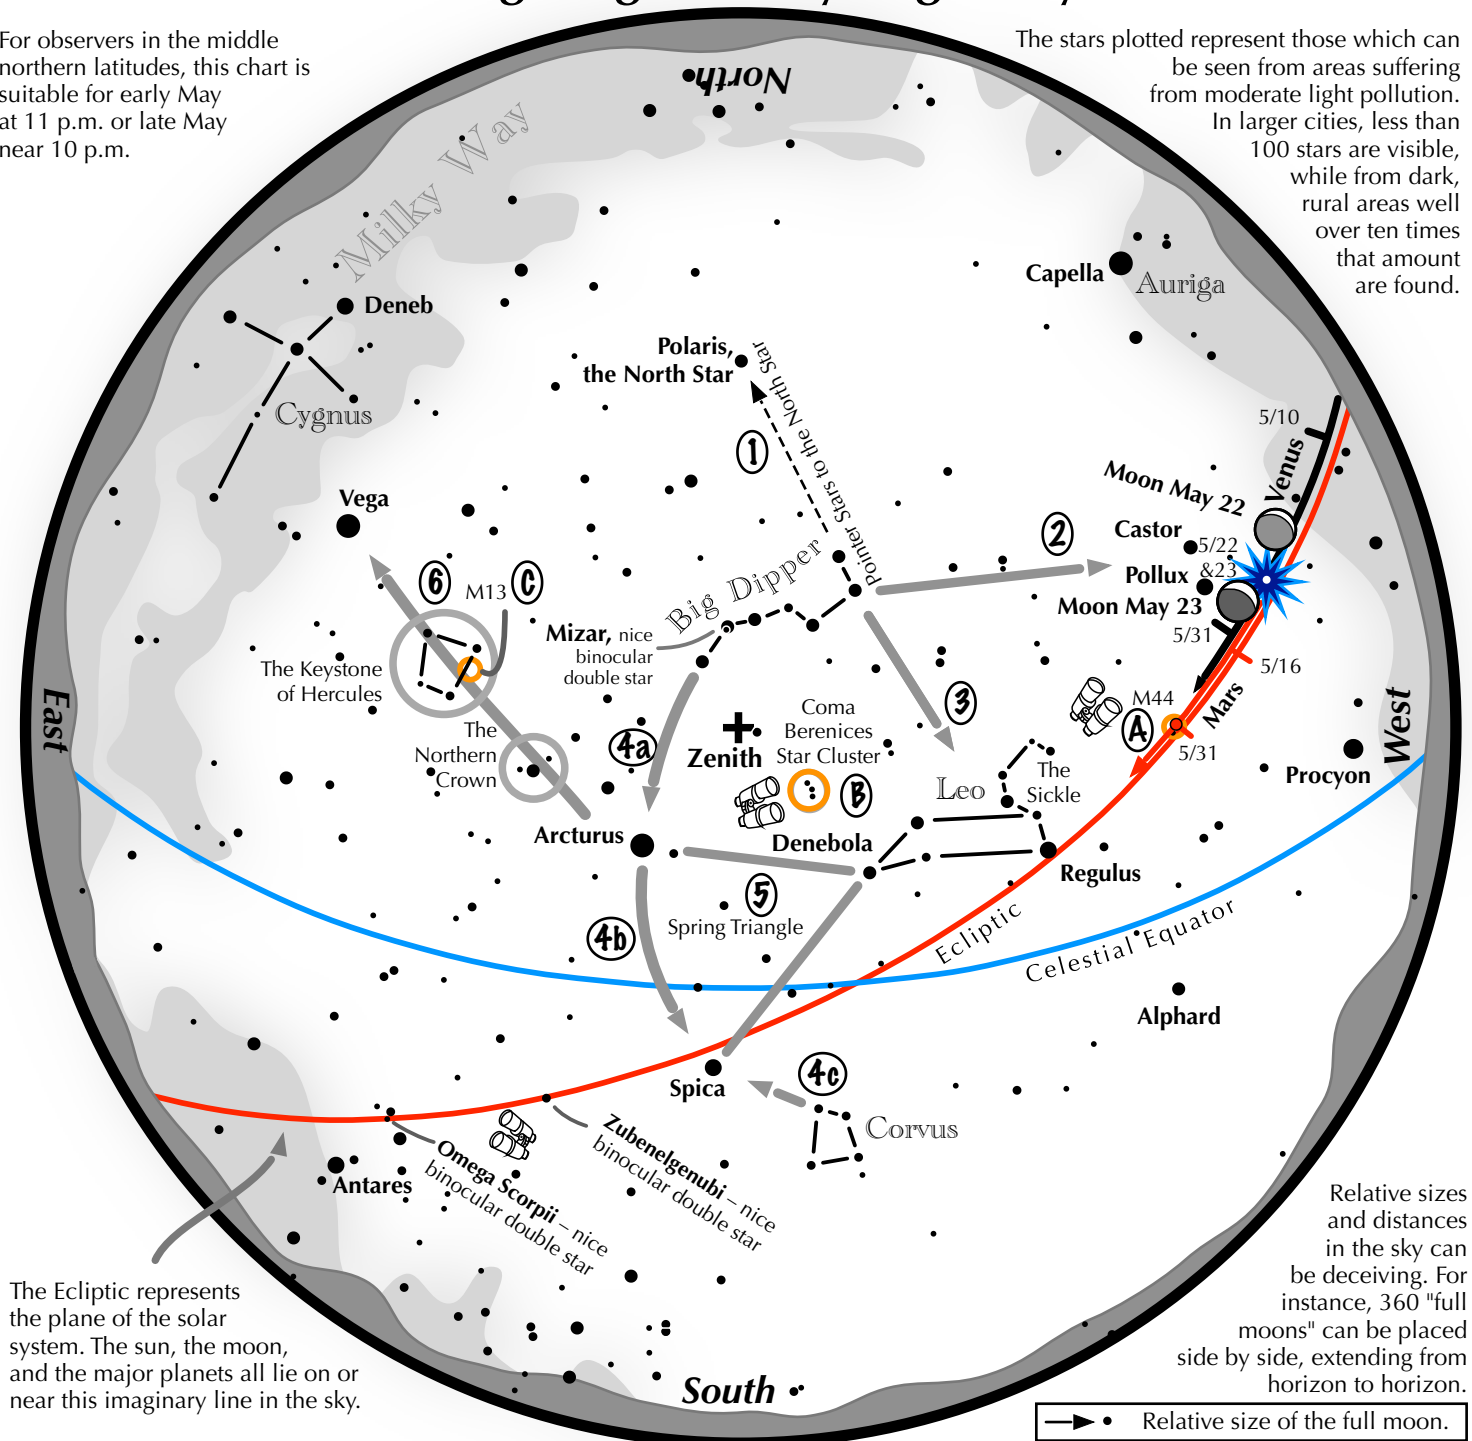 For observers in the middle
northern latitudes, this chart is
suitable for early May
at 11 p.m. or late May
near 10 p.m.
The stars plotted represent those which can
be seen from areas suffering
from moderate light pollution.
In larger cities, less than
100 stars are visible,
while from dark,
rural areas well
over ten times
that amount
are found.
North
Milky Way
Capella
Auriga
Deneb
Cygnus
Polaris,
the North Star
Pointer Stars to the North Star
1
5/10
Venus
Moon May 22
Vega
2
Castor
5/22
&23
Pollux
Moon May 23
5/31
5/16
Big Dipper
6
M13
C
Mizar, nice
binocular
double star
The Keystone
of Hercules
East
West
3
M44
A
Mars
5/31
Procyon
The
Northern
Crown
4a
Zenith
Coma
Berenices
Star Cluster
B
Leo
The
Sickle
Arcturus
Denebola
Regulus
5
Spring Triangle
4b
Ecliptic
Celestial Equator
Alphard
Spica
4c
Corvus
Zubenelgenubi – nice
binocular double star
Omega Scorpii – nice
binocular double star
Antares
The Ecliptic represents
the plane of the solar
system. The sun, the moon,
and the major planets all lie on or
near this imaginary line in the sky.
South
Relative sizes
and distances
in the sky can
be deceiving. For
instance, 360 "full
moons" can be placed
side by side, extending from
horizon to horizon.
Relative size of the full moon.